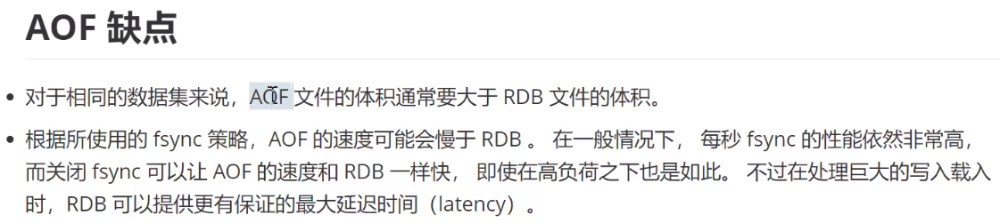 AOF 缺点
对于相同的数据集来说，AOF 文件的体积通常要大于 RDB 文件的体积。
根据所使用的 fsync 策略，AOF 的速度可能会慢于 RDB 。 在一般情况下， 每秒 fsync 的性能依然非常高，
而关闭 fsync 可以让 AOF 的速度和 RDB 一样快， 即使在高负荷之下也是如此。 不过在处理巨大的写入载入
时，RDB 可以提供更有保证的最大延迟时间（latency）。